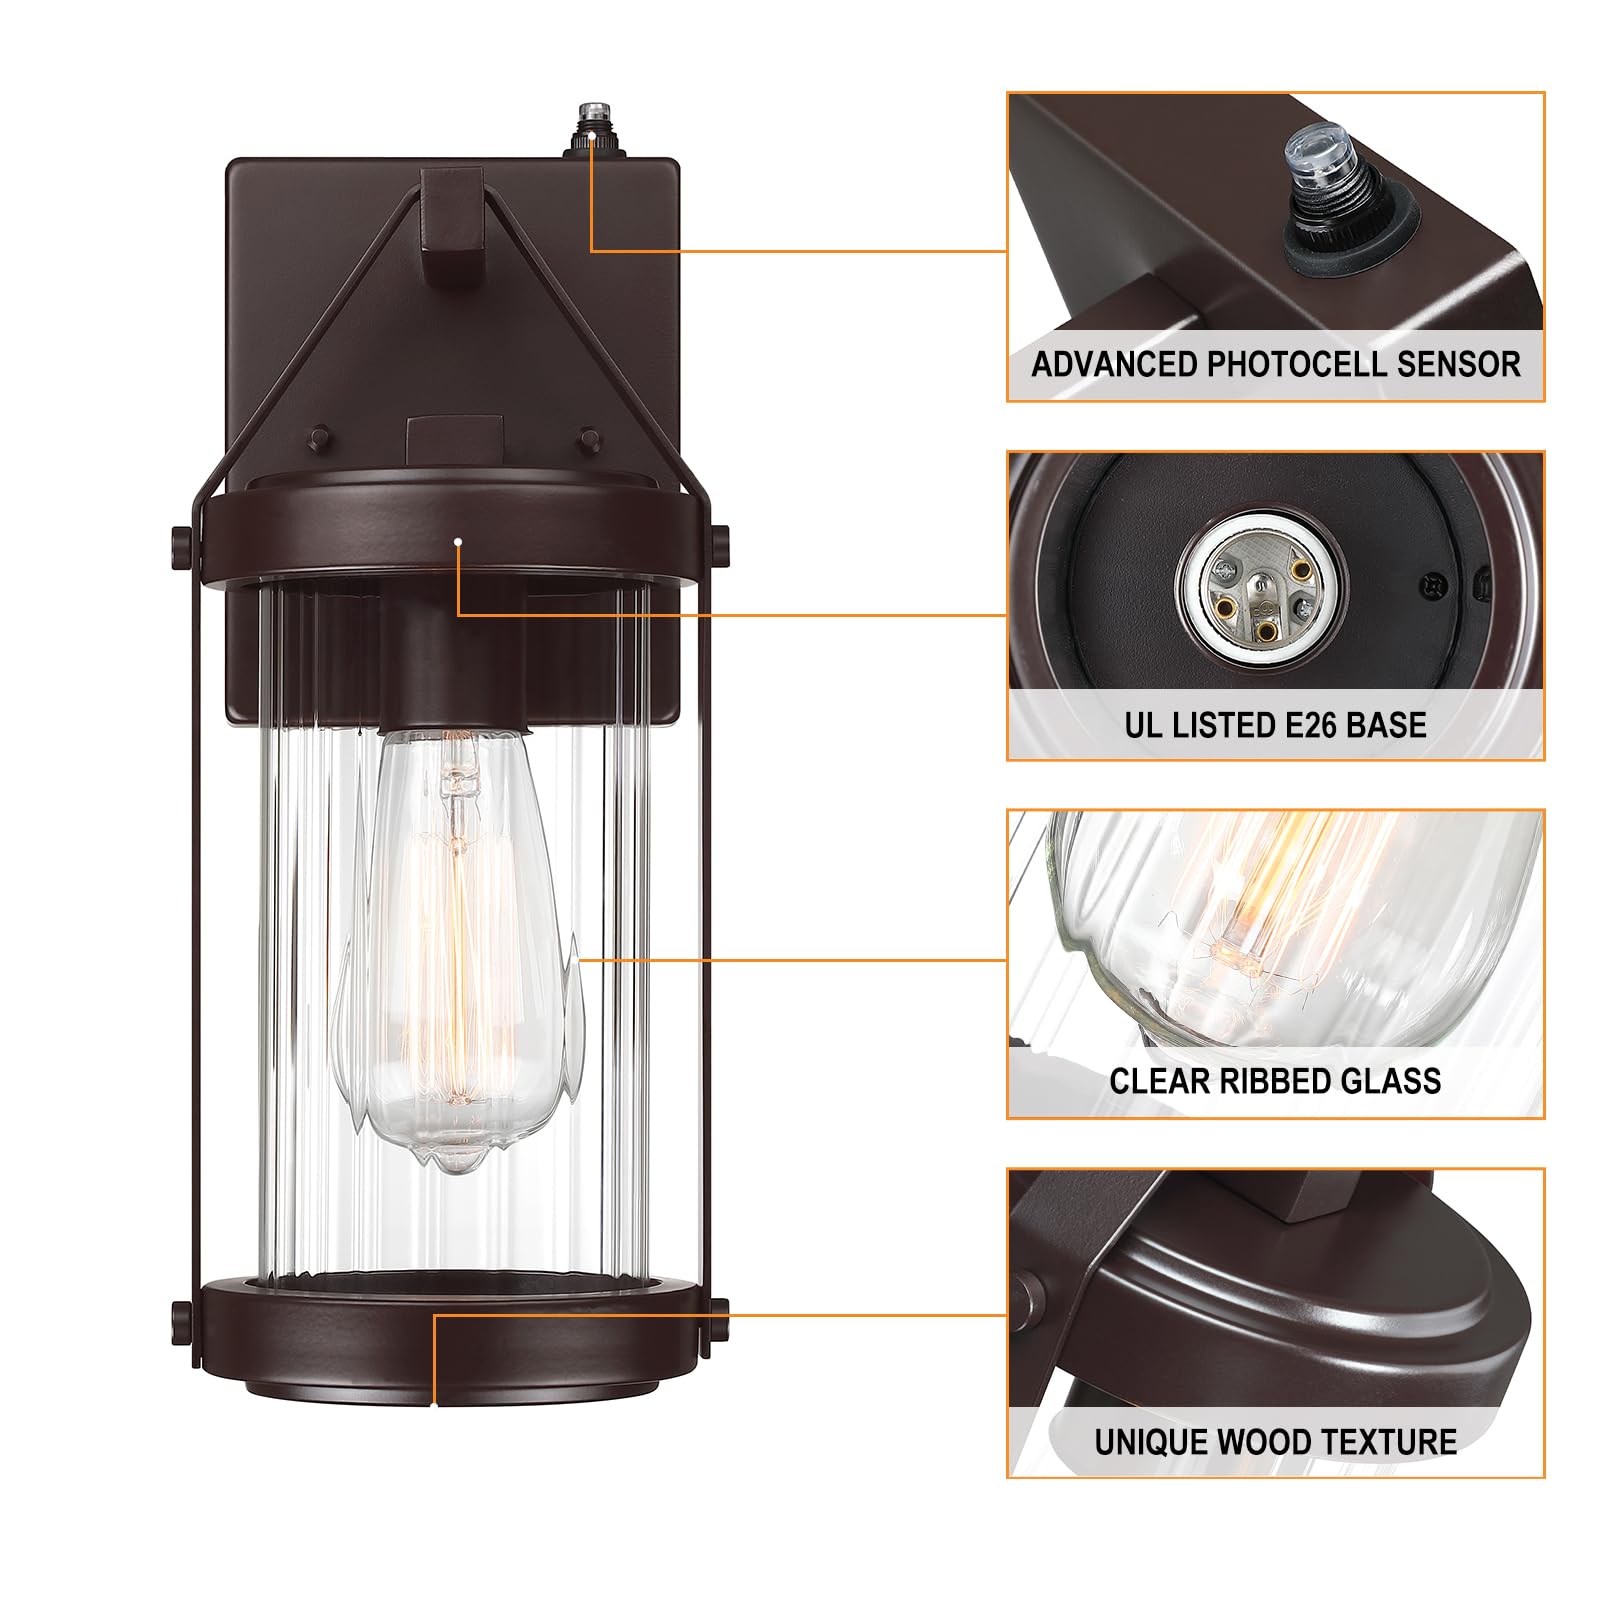 ADVANCED PHOTOCELL SENSOR
UL LISTED E26 BASE
CLEAR RIBBED GLASS
UNIQUE WOOD TEXTURE